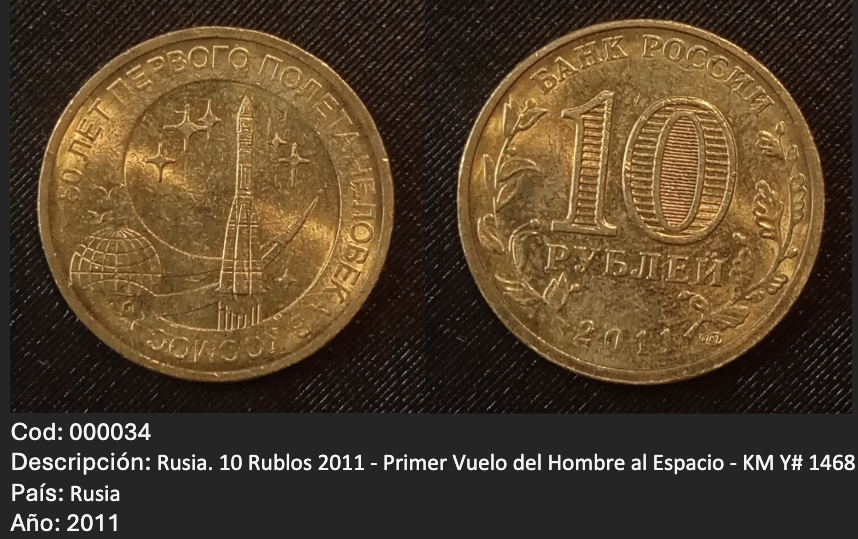 50 ЛЕТ ПЕРВОГО ПОЛЕТА ЧЕЛОВЕКА В КОСМОС
БАНК РОССИИ
10
РУБЛЕЙ
2011
Cod: 000034
Descripción: Rusia. 10 Rublos 2011 - Primer Vuelo del Hombre al Espacio - KM Y# 1468
País: Rusia
Año: 2011